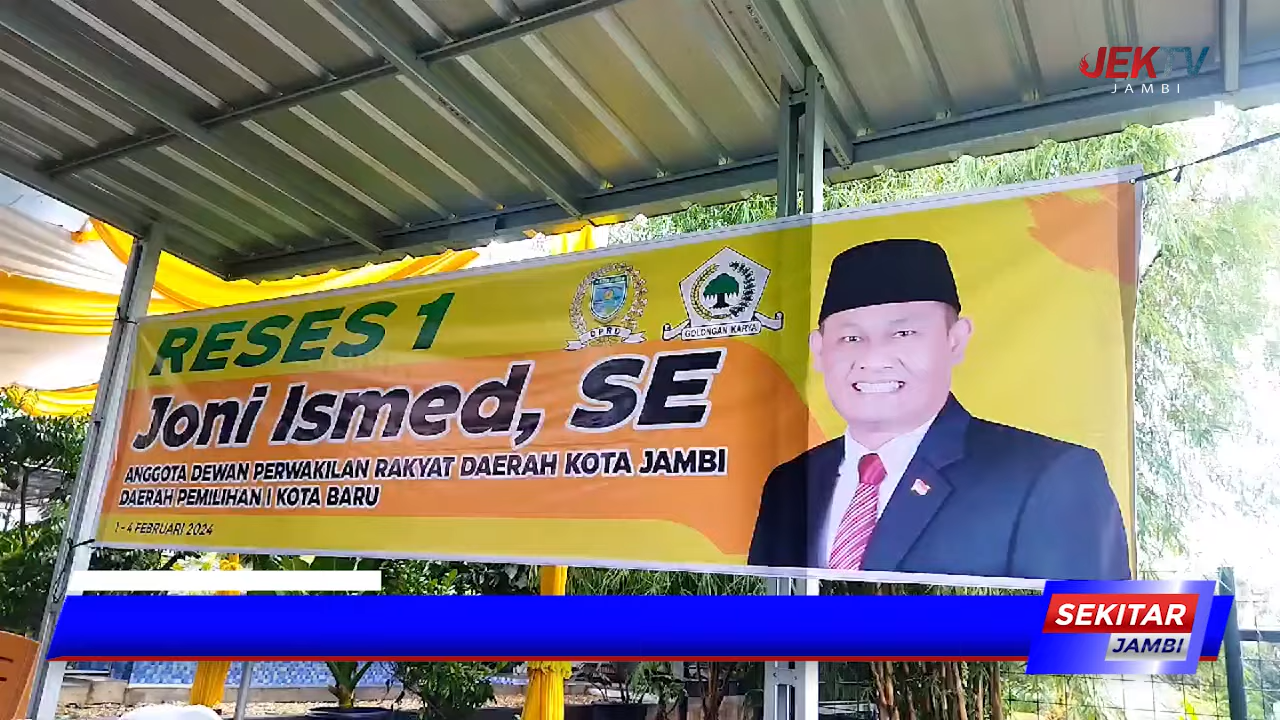 JEKTV
JAMBI
RESES 1
DPRD
GOLONGAN KARYA
Joni Ismed, SE
ANGGOTA DEWAN PERWAKILAN RAKYAT DAERAH KOTA JAMBI
DAERAH PEMILIHAN I KOTA BARU
1 - 4 FEBRUARI 2024
SEKITAR
JAMBI